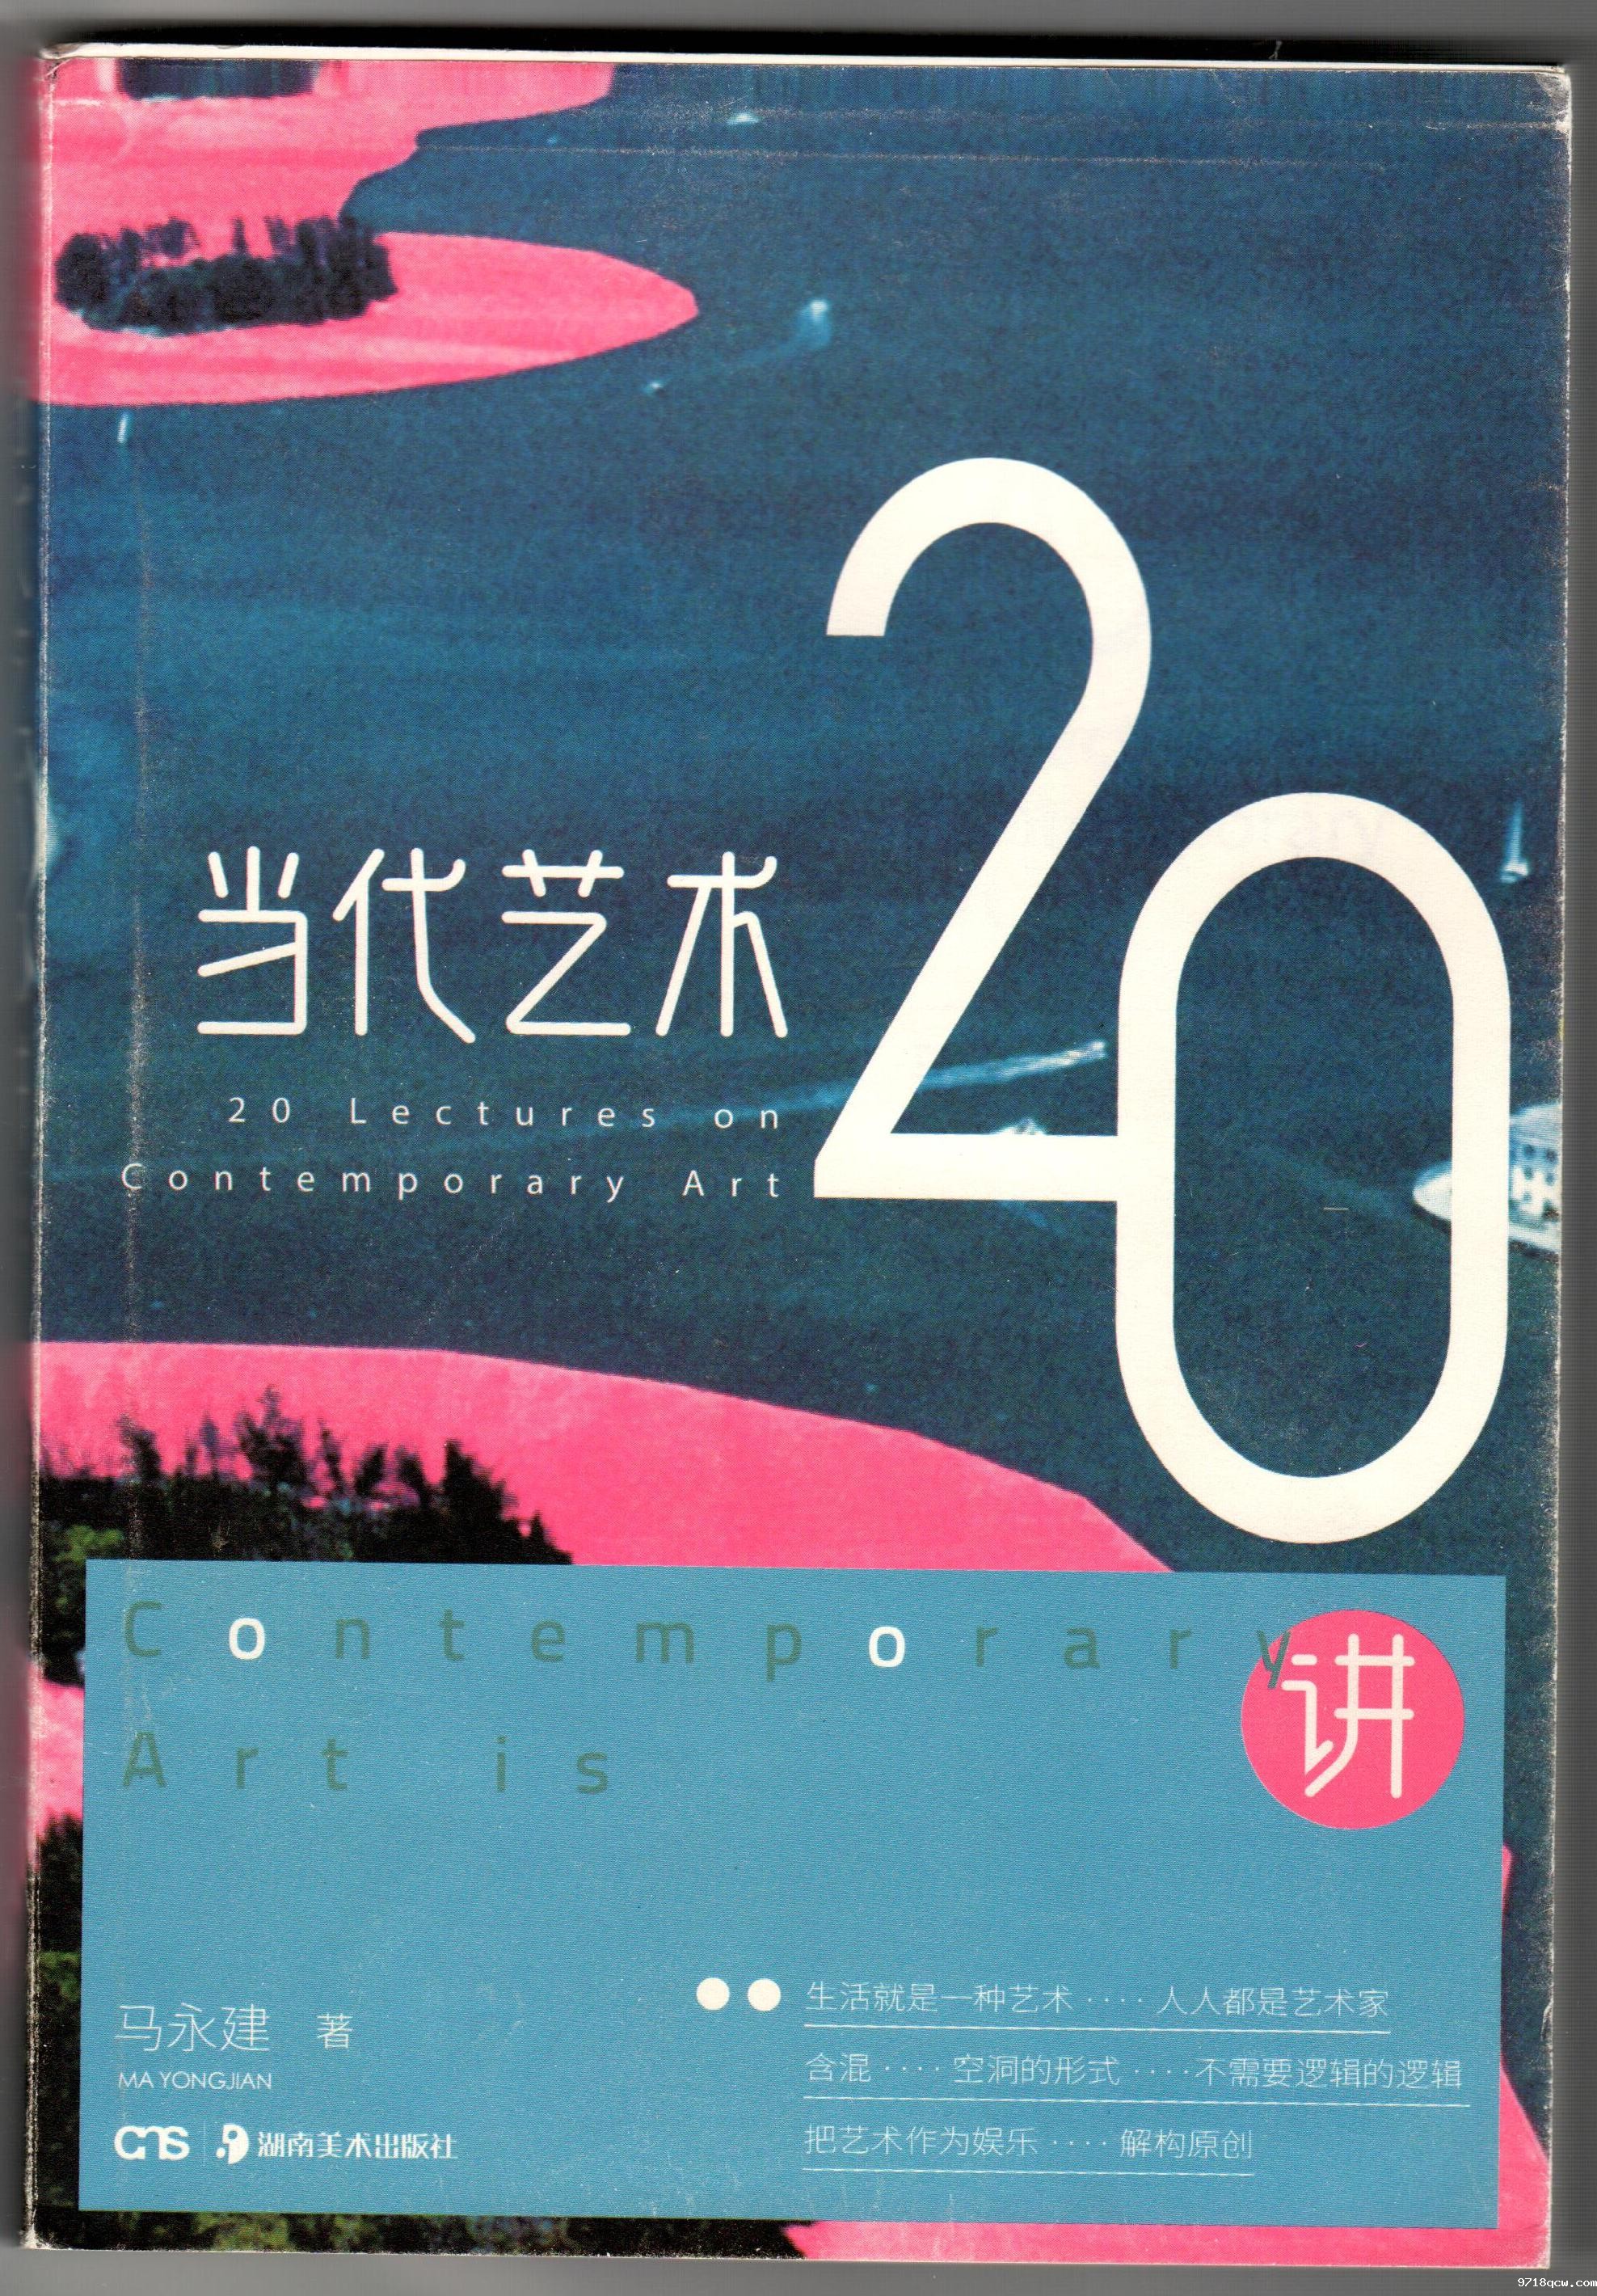 20
当代艺术
20 Lectures on
Contemporary Art
Contemporary
讲
Art is
生活就是一种艺术 ···· 人人都是艺术家
含混 ···· 空洞的形式 ····不需要逻辑的逻辑
把艺术作为娱乐 ···· 解构原创
马永建 著
MA YONGJIAN
CNS 湖南美术出版社
9718qcw.com